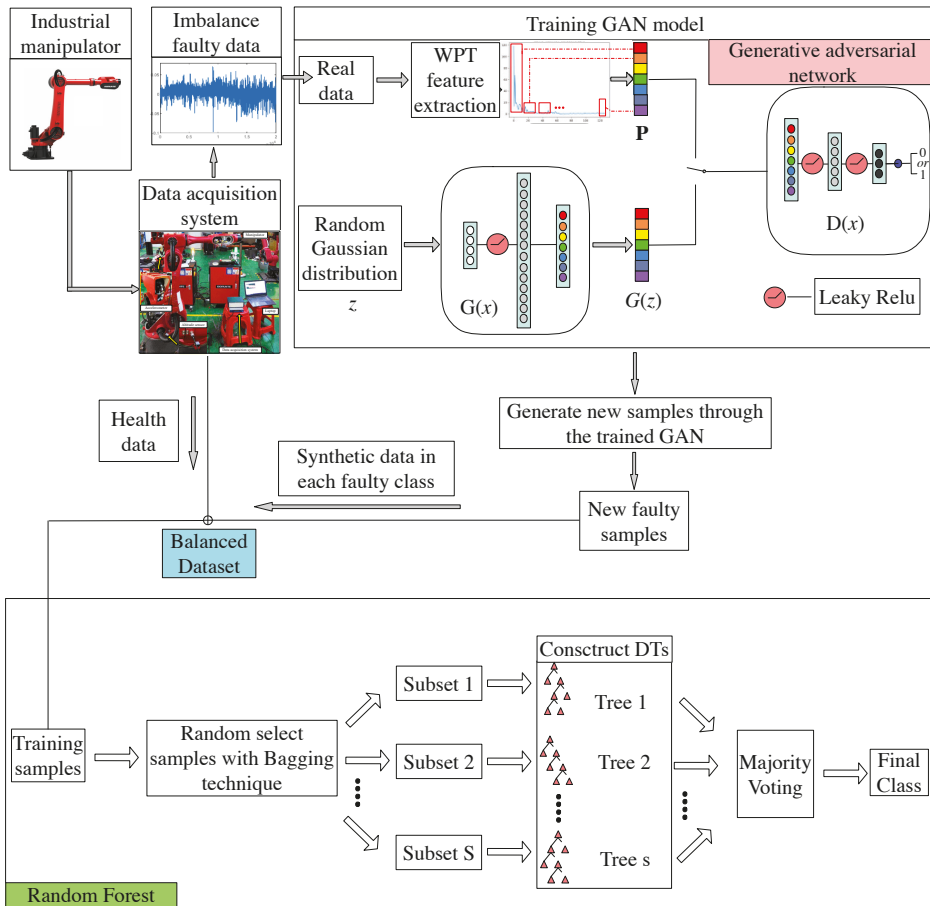 Industrial
manipulator
Imbalance
faulty data
Training GAN model
Real
data
WPT
feature
extraction
P
Generative adversarial
network
0
or
1
D(x)
Data acquisition
system
Random
Gaussian
distribution
z
G(x)
G(z)
Leaky Relu
Health
data
Generate new samples through
the trained GAN
Synthetic data in
each faulty class
New faulty
samples
Balanced
Dataset
Consctruct DTs
Subset 1
Tree 1
Training
samples
Random select
samples with Bagging
technique
Subset 2
Tree 2
Majority
Voting
Final
Class
Subset S
Tree s
Random Forest